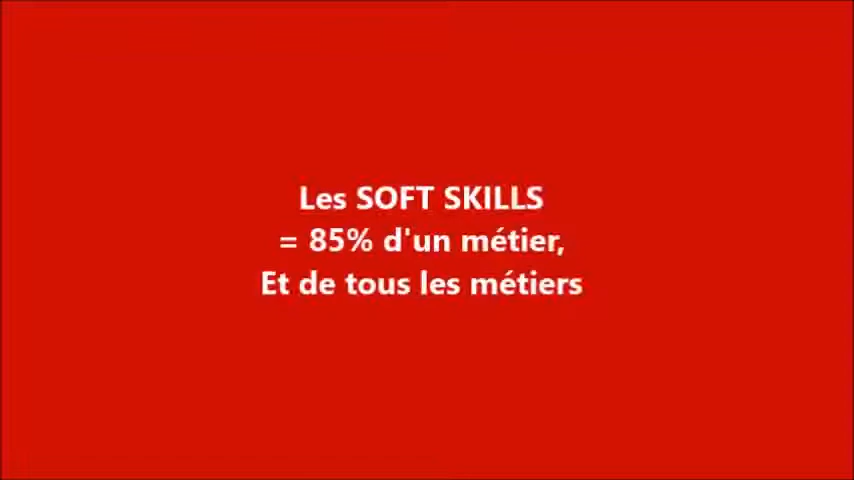 Les SOFT SKILLS
= 85% d'un métier,
Et de tous les métiers